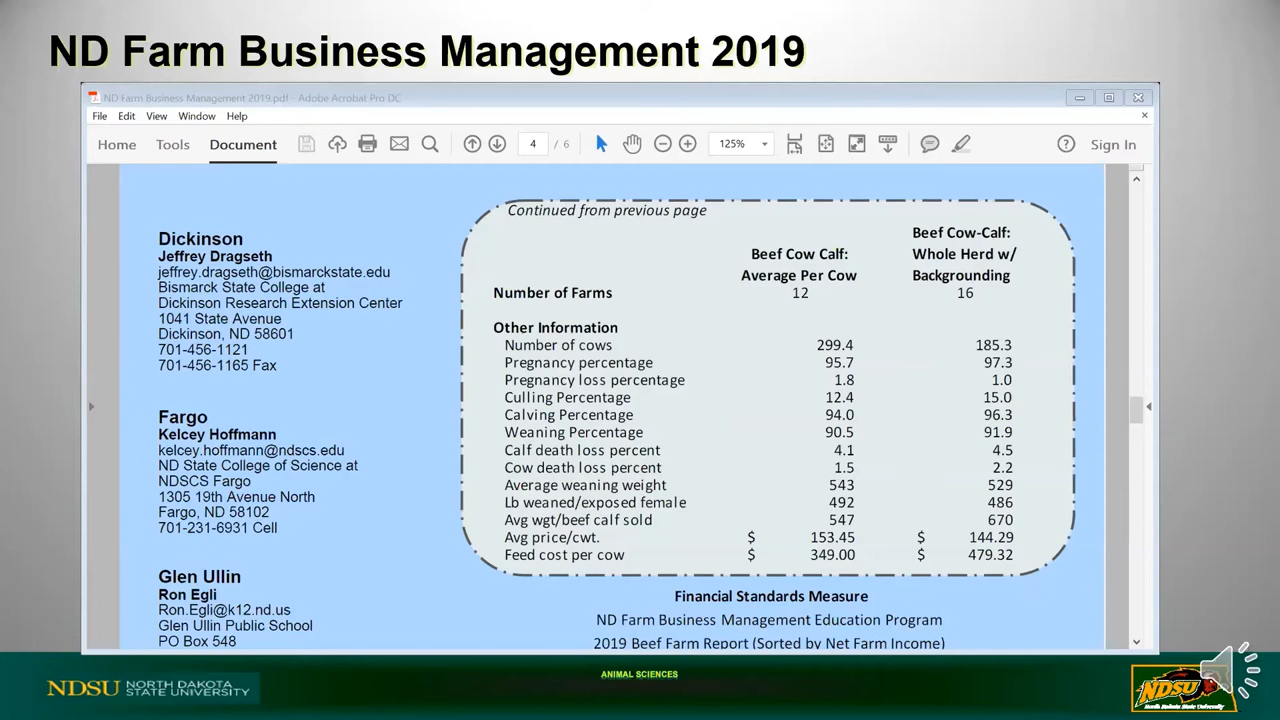 ND Farm Business Management 2019
ND Farm Business Management 2019.pdf - Adobe Acrobat Pro DC
File Edit View Window Help
Home Tools Document 4 / 6 125% Sign In
Dickinson
Jeffrey Dragseth
jeffrey.dragseth@bismarckstate.edu
Bismarck State College at
Dickinson Research Extension Center
1041 State Avenue
Dickinson, ND 58601
701-456-1121
701-456-1165 Fax
Fargo
Kelcey Hoffmann
kelcey.hoffmann@ndscs.edu
ND State College of Science at
NDSCS Fargo
1305 19th Avenue North
Fargo, ND 58102
701-231-6931 Cell
Glen Ullin
Ron Egli
Ron.Egli@k12.nd.us
Glen Ullin Public School
PO Box 548
Continued from previous page
Beef Cow-Calf:
Beef Cow Calf: Whole Herd w/
Average Per Cow Backgrounding
Number of Farms 12 16
Other Information
Number of cows 299.4 185.3
Pregnancy percentage 95.7 97.3
Pregnancy loss percentage 1.8 1.0
Culling Percentage 12.4 15.0
Calving Percentage 94.0 96.3
Weaning Percentage 90.5 91.9
Calf death loss percent 4.1 4.5
Cow death loss percent 1.5 2.2
Average weaning weight 543 529
Lb weaned/exposed female 492 486
Avg wgt/beef calf sold 547 670
Avg price/cwt. $ 153.45 $ 144.29
Feed cost per cow $ 349.00 $ 479.32
Financial Standards Measure
ND Farm Business Management Education Program
2019 Beef Farm Report (Sorted by Net Farm Income)
ANIMAL SCIENCES
NDSU NORTH DAKOTA
STATE UNIVERSITY
NDSU
North Dakota State University